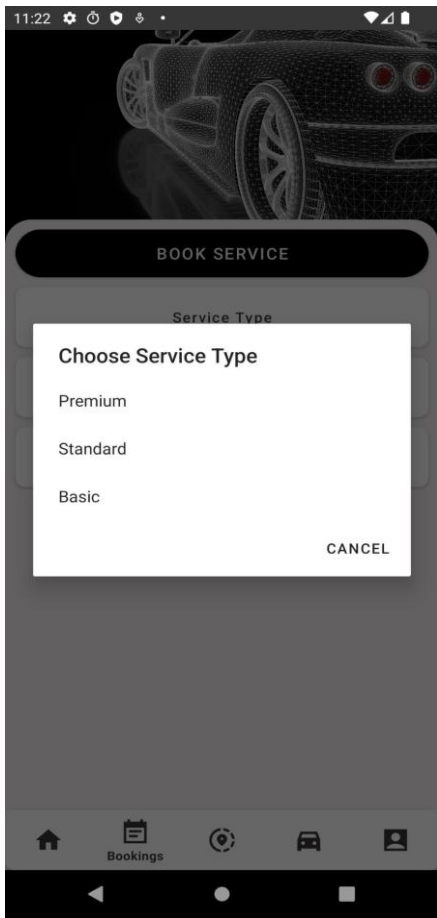 11:22
BOOK SERVICE
Service Type
Choose Service Type
Premium
Standard
Basic
CANCEL
Bookings